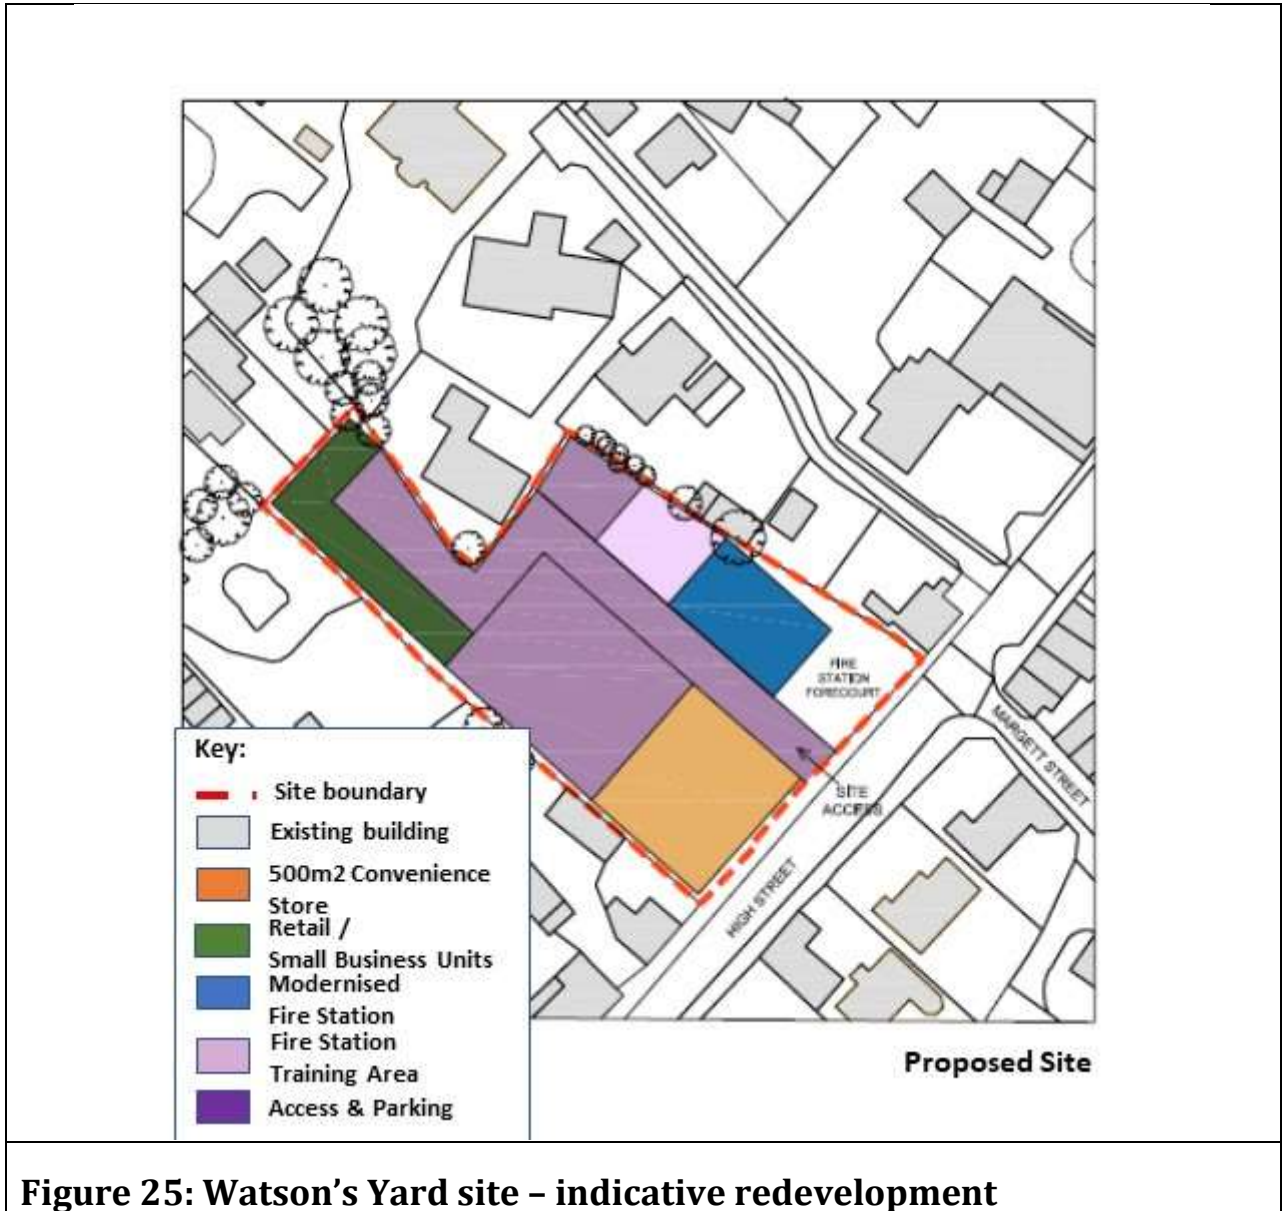 FIRE
STATION
FORECOURT
SITE
ACCESS
MARGETT STREET
HIGH STREET
Key:
Site boundary
Existing building
500m2 Convenience
Store
Retail /
Small Business Units
Modernised
Fire Station
Fire Station
Training Area
Access & Parking
Proposed Site
Figure 25: Watson’s Yard site – indicative redevelopment